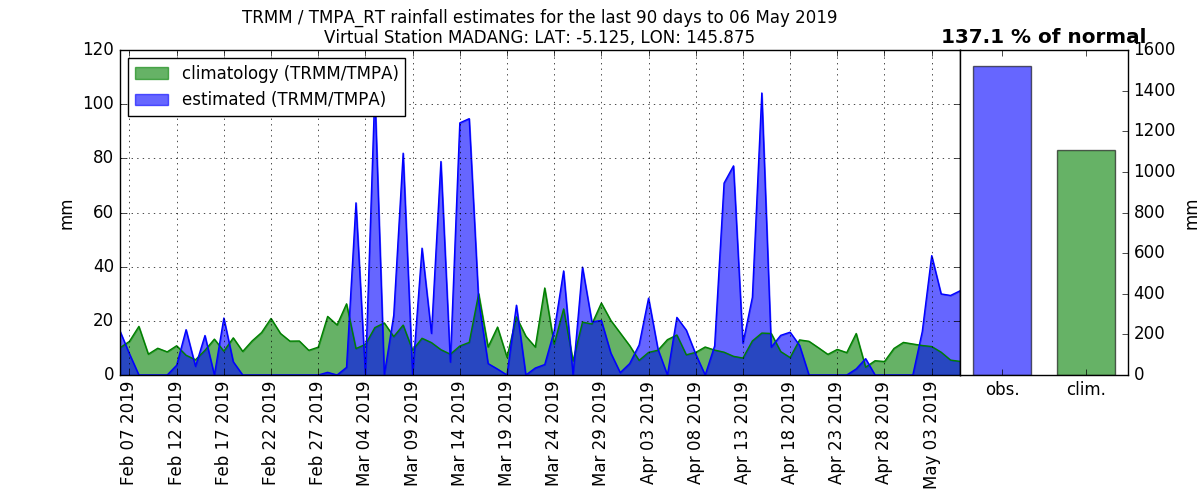 TRMM / TMPA_RT rainfall estimates for the last 90 days to 06 May 2019
Virtual Station MADANG: LAT: -5.125, LON: 145.875
137.1 % of normal
climatology (TRMM/TMPA)
estimated (TRMM/TMPA)
120
100
80
60
40
20
0
mm
Feb 07 2019
Feb 12 2019
Feb 17 2019
Feb 22 2019
Feb 27 2019
Mar 04 2019
Mar 09 2019
Mar 14 2019
Mar 19 2019
Mar 24 2019
Mar 29 2019
Apr 03 2019
Apr 08 2019
Apr 13 2019
Apr 18 2019
Apr 23 2019
Apr 28 2019
May 03 2019
obs.
clim.
1600
1400
1200
1000
800
600
400
200
0
mm